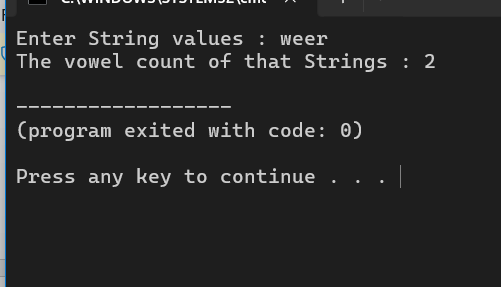 Enter String values : weer
The vowel count of that Strings : 2
------------------
(program exited with code: 0)
Press any key to continue . . .